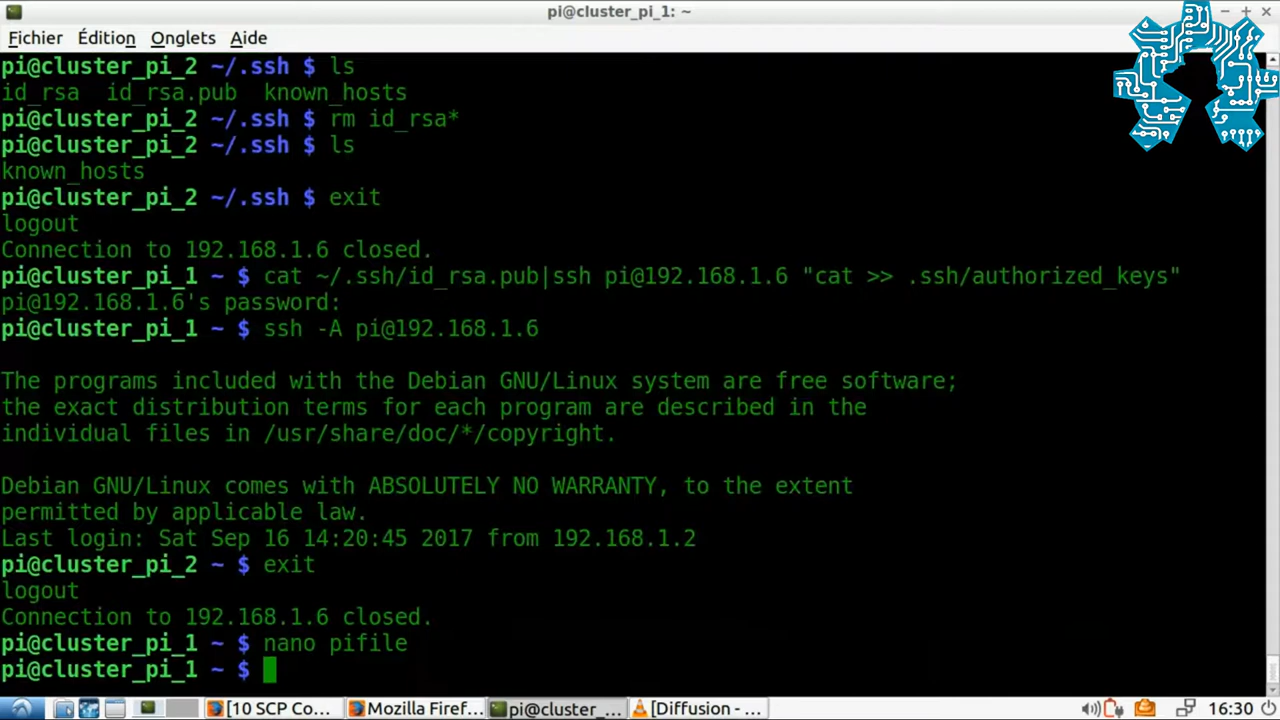 pi@cluster_pi_1: ~
Fichier Édition Onglets Aide
pi@cluster_pi_2 ~/.ssh $ ls
id_rsa  id_rsa.pub  known_hosts
pi@cluster_pi_2 ~/.ssh $ rm id_rsa*
pi@cluster_pi_2 ~/.ssh $ ls
known_hosts
pi@cluster_pi_2 ~/.ssh $ exit
logout
Connection to 192.168.1.6 closed.
pi@cluster_pi_1 ~ $ cat ~/.ssh/id_rsa.pub|ssh pi@192.168.1.6 "cat >> .ssh/authorized_keys"
pi@192.168.1.6's password:
pi@cluster_pi_1 ~ $ ssh -A pi@192.168.1.6
The programs included with the Debian GNU/Linux system are free software;
the exact distribution terms for each program are described in the
individual files in /usr/share/doc/*/copyright.
Debian GNU/Linux comes with ABSOLUTELY NO WARRANTY, to the extent
permitted by applicable law.
Last login: Sat Sep 16 14:20:45 2017 from 192.168.1.2
pi@cluster_pi_2 ~ $ exit
logout
Connection to 192.168.1.6 closed.
pi@cluster_pi_1 ~ $ nano pifile
pi@cluster_pi_1 ~ $
[10 SCP Co... Mozilla Firef... pi@cluster_... [Diffusion - ... 16:30